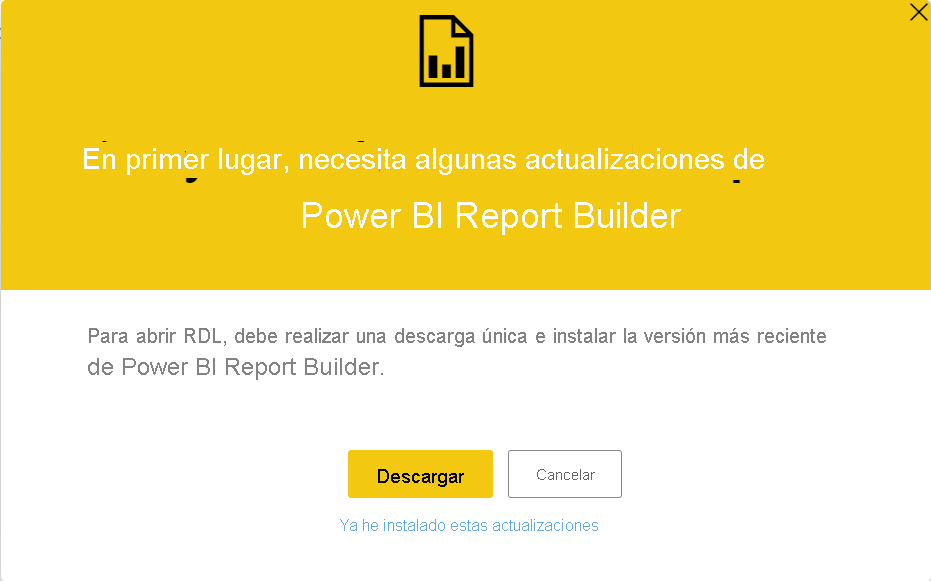 En primer lugar, necesita algunas actualizaciones de
Power BI Report Builder
Para abrir RDL, debe realizar una descarga única e instalar la versión más reciente
de Power BI Report Builder.
Descargar
Cancelar
Ya he instalado estas actualizaciones